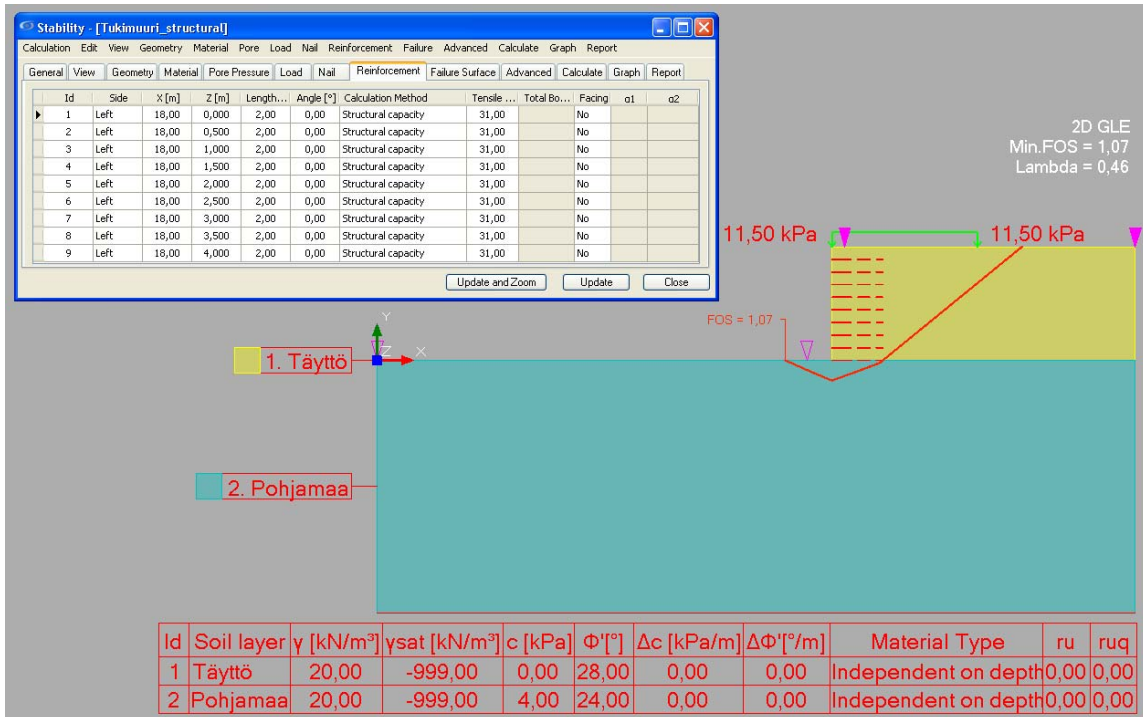 Stability - [Tukimuuri_structural]
Calculation Edit View Geometry Material Pore Load Nail Reinforcement Failure Advanced Calculate Graph Report
General View Geometry Material Pore Pressure Load Nail Reinforcement Failure Surface Advanced Calculate Graph Report
Id Side X [m] Z [m] Length... Angle [°] Calculation Method Tensile ... Total Bo... Facing α1 α2
1 Left 18,00 0,000 2,00 0,00 Structural capacity 31,00 No
2 Left 18,00 0,500 2,00 0,00 Structural capacity 31,00 No
3 Left 18,00 1,000 2,00 0,00 Structural capacity 31,00 No
4 Left 18,00 1,500 2,00 0,00 Structural capacity 31,00 No
5 Left 18,00 2,000 2,00 0,00 Structural capacity 31,00 No
6 Left 18,00 2,500 2,00 0,00 Structural capacity 31,00 No
7 Left 18,00 3,000 2,00 0,00 Structural capacity 31,00 No
8 Left 18,00 3,500 2,00 0,00 Structural capacity 31,00 No
9 Left 18,00 4,000 2,00 0,00 Structural capacity 31,00 No
Update and Zoom Update Close
2D GLE
Min.FOS = 1,07
Lambda = 0,46
11,50 kPa 11,50 kPa
FOS = 1,07
Y
Z X
1. Täyttö
2. Pohjamaa
Id Soil layer γ [kN/m³] γsat [kN/m³] c [kPa] Φ'[°] Δc [kPa/m] ΔΦ'[°/m] Material Type ru ruq
1 Täyttö 20,00 -999,00 0,00 28,00 0,00 0,00 Independent on depth 0,00 0,00
2 Pohjamaa 20,00 -999,00 4,00 24,00 0,00 0,00 Independent on depth 0,00 0,00